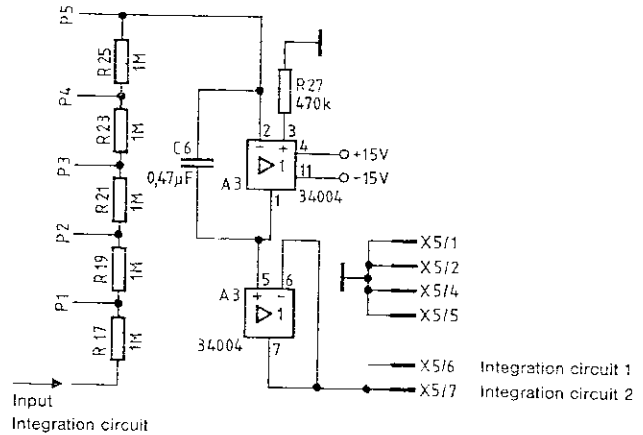 P5
R25
1M
P4
R23
1M
P3
R21
1M
P2
R19
1M
P1
R17
1M
Input
Integration circuit
C6
0,47µF
R27
470k
2
3
−
+
4
+15V
11
-15V
1
A3
34004
1
5
6
+
−
A3
1
34004
7
X5/1
X5/2
X5/4
X5/5
X5/6 Integration circuit 1
X5/7 Integration circuit 2